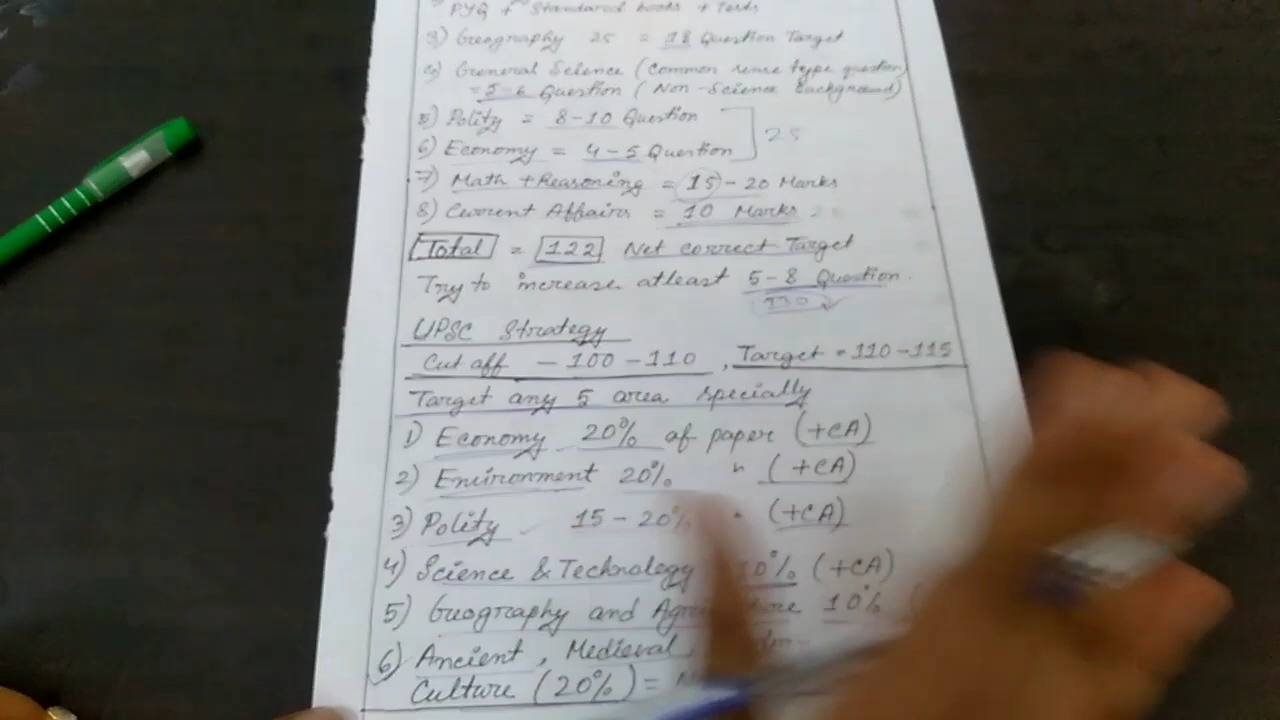 PYQ + Standared books + Tests
3) Geography 25 = 18 Question Target
4) General Science (Common sense type question)
= 5-6 Question (Non-Science background)
5) Polity = 8-10 Question
6) Economy = 4-5 Question 25
7) Math + Reasoning = 15-20 Marks
8) Current Affairs = 10 Marks
Total = 122 Net correct Target
Try to increase atleast 5-8 Question.
130
UPSC Strategy
Cut off - 100-110, Target = 110-115
Target any 5 area specially
1) Economy 20% of paper (+CA)
2) Environment 20% " (+CA)
3) Polity 15-20% " (+CA)
4) Science & Technology 10% (+CA)
5) Geography and 10%
6) Ancient, Medieval,
Culture (20%) =